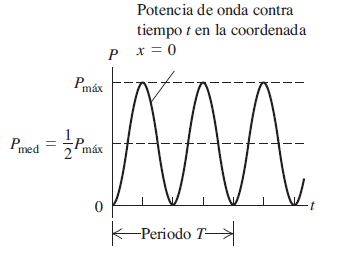 Potencia de onda contra
tiempo t en la coordenada
x = 0
P
Pmáx
Pmed = 1/2 Pmáx
0
t
Periodo T